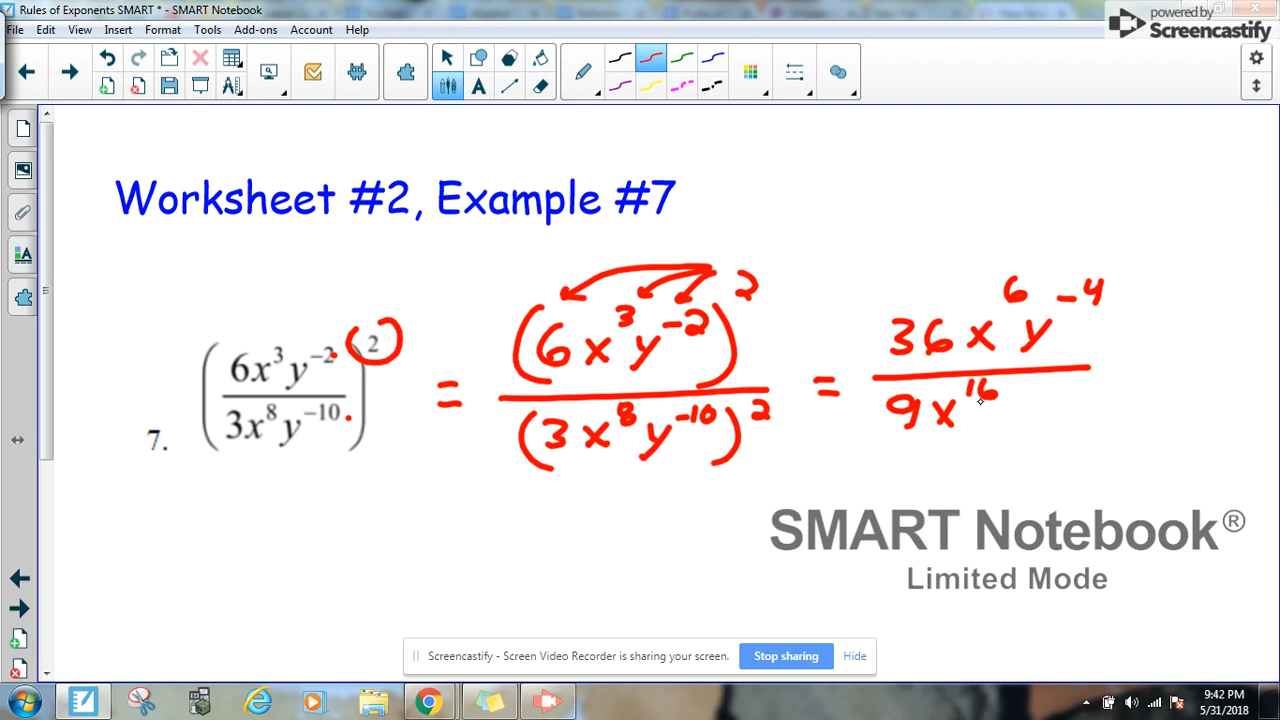 Rules of Exponents SMART * - SMART Notebook
powered by
Screencastify
File Edit View Insert Format Tools Add-ons Account Help
Worksheet #2, Example #7
7. (6x³y⁻² / 3x⁸y⁻¹⁰)² = (6x³y⁻²)² / (3x⁸y⁻¹⁰)² = 36x⁶y⁻⁴ / 9x¹⁶
SMART Notebook®
Limited Mode
Screencastify - Screen Video Recorder is sharing your screen. Stop sharing Hide
9:42 PM
5/31/2018